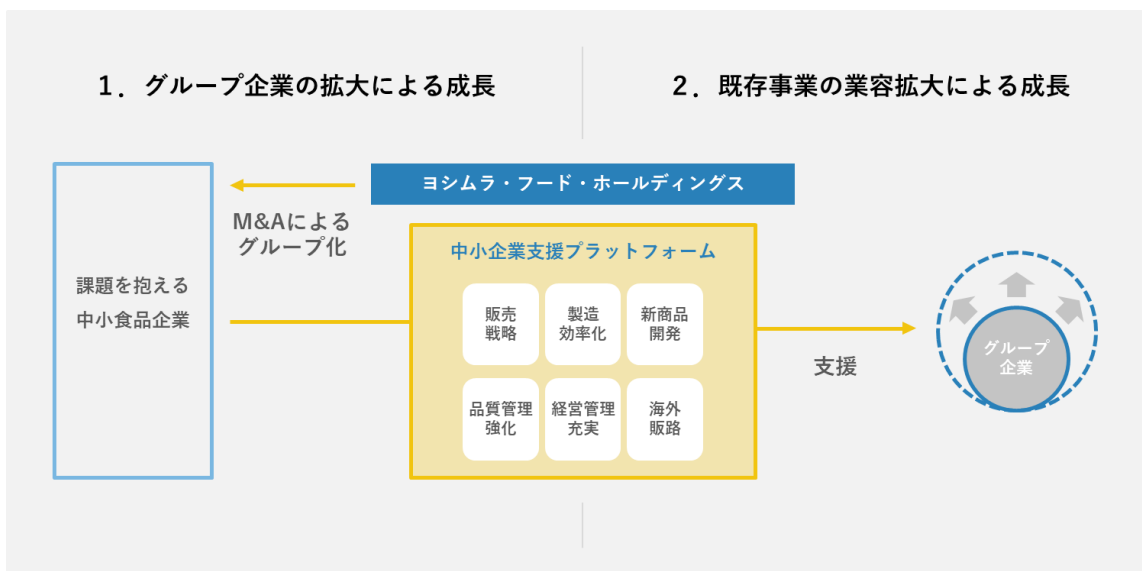 1．グループ企業の拡大による成長
2．既存事業の業容拡大による成長
ヨシムラ・フード・ホールディングス
M&Aによる
グループ化
課題を抱える
中小食品企業
中小企業支援プラットフォーム
販売
戦略
製造
効率化
新商品
開発
品質管理
強化
経営管理
充実
海外
販路
支援
グループ
企業